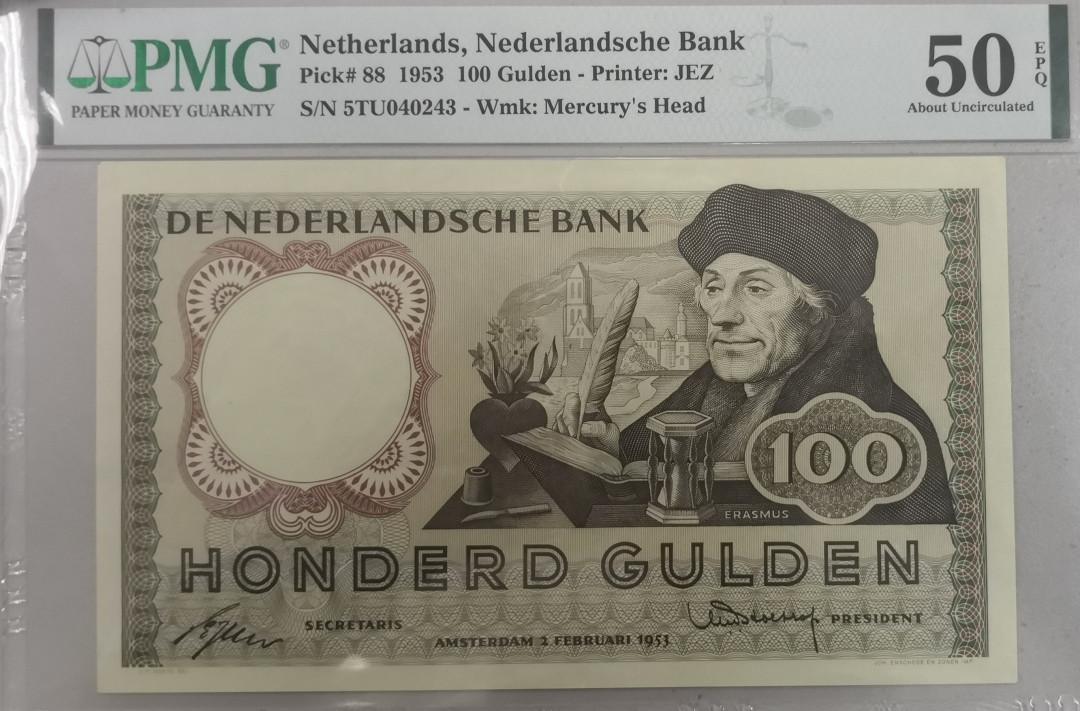 PMG®
PAPER MONEY GUARANTY
Netherlands, Nederlandsche Bank
Pick# 88 1953 100 Gulden - Printer: JEZ
S/N 5TU040243 - Wmk: Mercury's Head
50
EPQ
About Uncirculated
DE NEDERLANDSCHE BANK
100
ERASMUS
HONDERD GULDEN
SECRETARIS
PRESIDENT
AMSTERDAM 2 FEBRUARI 1953
JOH. ENSCHEDÉ EN ZONEN IMP.